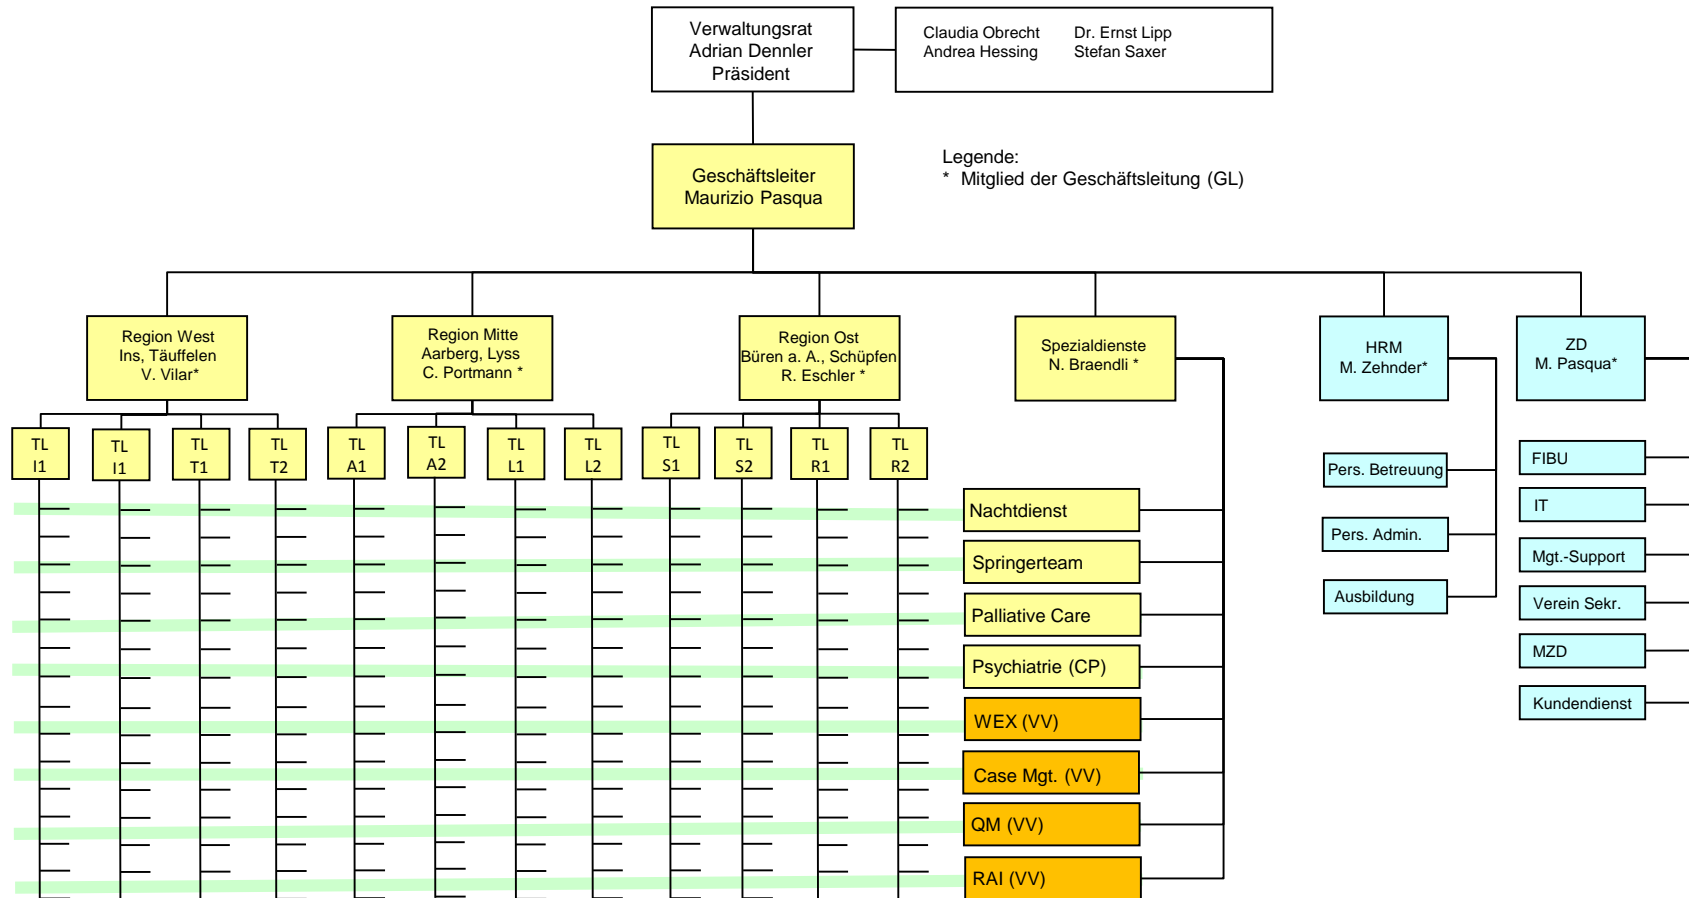 Verwaltungsrat
Adrian Dennler
Präsident
Claudia Obrecht Dr. Ernst Lipp
Andrea Hessing Stefan Saxer
Geschäftsleiter
Maurizio Pasqua
Legende:
* Mitglied der Geschäftsleitung (GL)
Region West
Ins, Täuffelen
V. Vilar*
Region Mitte
Aarberg, Lyss
C. Portmann *
Region Ost
Büren a. A., Schüpfen
R. Eschler *
Spezialdienste
N. Braendli *
HRM
M. Zehnder*
ZD
M. Pasqua*
TL
I1
TL
I1
TL
T1
TL
T2
TL
A1
TL
A2
TL
L1
TL
L2
TL
S1
TL
S2
TL
R1
TL
R2
Nachtdienst
Springerteam
Palliative Care
Psychiatrie (CP)
WEX (VV)
Case Mgt. (VV)
QM (VV)
RAI (VV)
Pers. Betreuung
Pers. Admin.
Ausbildung
FIBU
IT
Mgt.-Support
Verein Sekr.
MZD
Kundendienst